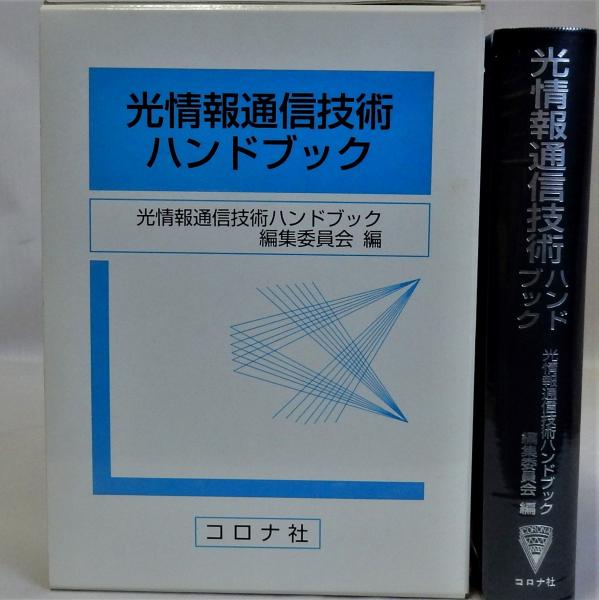 光情報通信技術
ハンドブック
光情報通信技術ハンドブック
編集委員会 編
コロナ社
光情報通信技術ハンド
ブック
光情報通信技術ハンドブック
編集委員会 編
CORONA
コロナ社